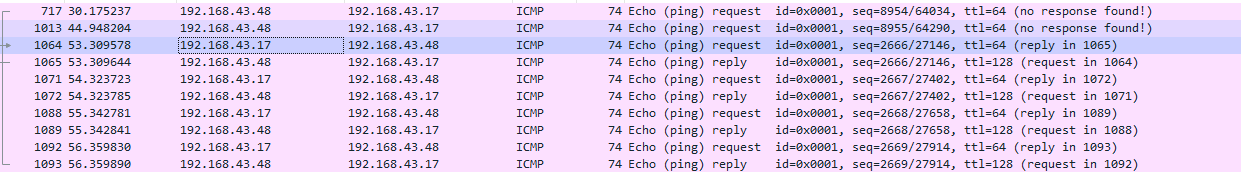 717 30.175237 192.168.43.48 192.168.43.17 ICMP 74 Echo (ping) request id=0x0001, seq=8954/64034, ttl=64 (no response found!)
1013 44.948204 192.168.43.48 192.168.43.17 ICMP 74 Echo (ping) request id=0x0001, seq=8955/64290, ttl=64 (no response found!)
1064 53.309578 192.168.43.17 192.168.43.48 ICMP 74 Echo (ping) request id=0x0001, seq=2666/27146, ttl=64 (reply in 1065)
1065 53.309644 192.168.43.48 192.168.43.17 ICMP 74 Echo (ping) reply id=0x0001, seq=2666/27146, ttl=128 (request in 1064)
1071 54.323723 192.168.43.17 192.168.43.48 ICMP 74 Echo (ping) request id=0x0001, seq=2667/27402, ttl=64 (reply in 1072)
1072 54.323785 192.168.43.48 192.168.43.17 ICMP 74 Echo (ping) reply id=0x0001, seq=2667/27402, ttl=128 (request in 1071)
1088 55.342781 192.168.43.17 192.168.43.48 ICMP 74 Echo (ping) request id=0x0001, seq=2668/27658, ttl=64 (reply in 1089)
1089 55.342841 192.168.43.48 192.168.43.17 ICMP 74 Echo (ping) reply id=0x0001, seq=2668/27658, ttl=128 (request in 1088)
1092 56.359830 192.168.43.17 192.168.43.48 ICMP 74 Echo (ping) request id=0x0001, seq=2669/27914, ttl=64 (reply in 1093)
1093 56.359890 192.168.43.48 192.168.43.17 ICMP 74 Echo (ping) reply id=0x0001, seq=2669/27914, ttl=128 (request in 1092)